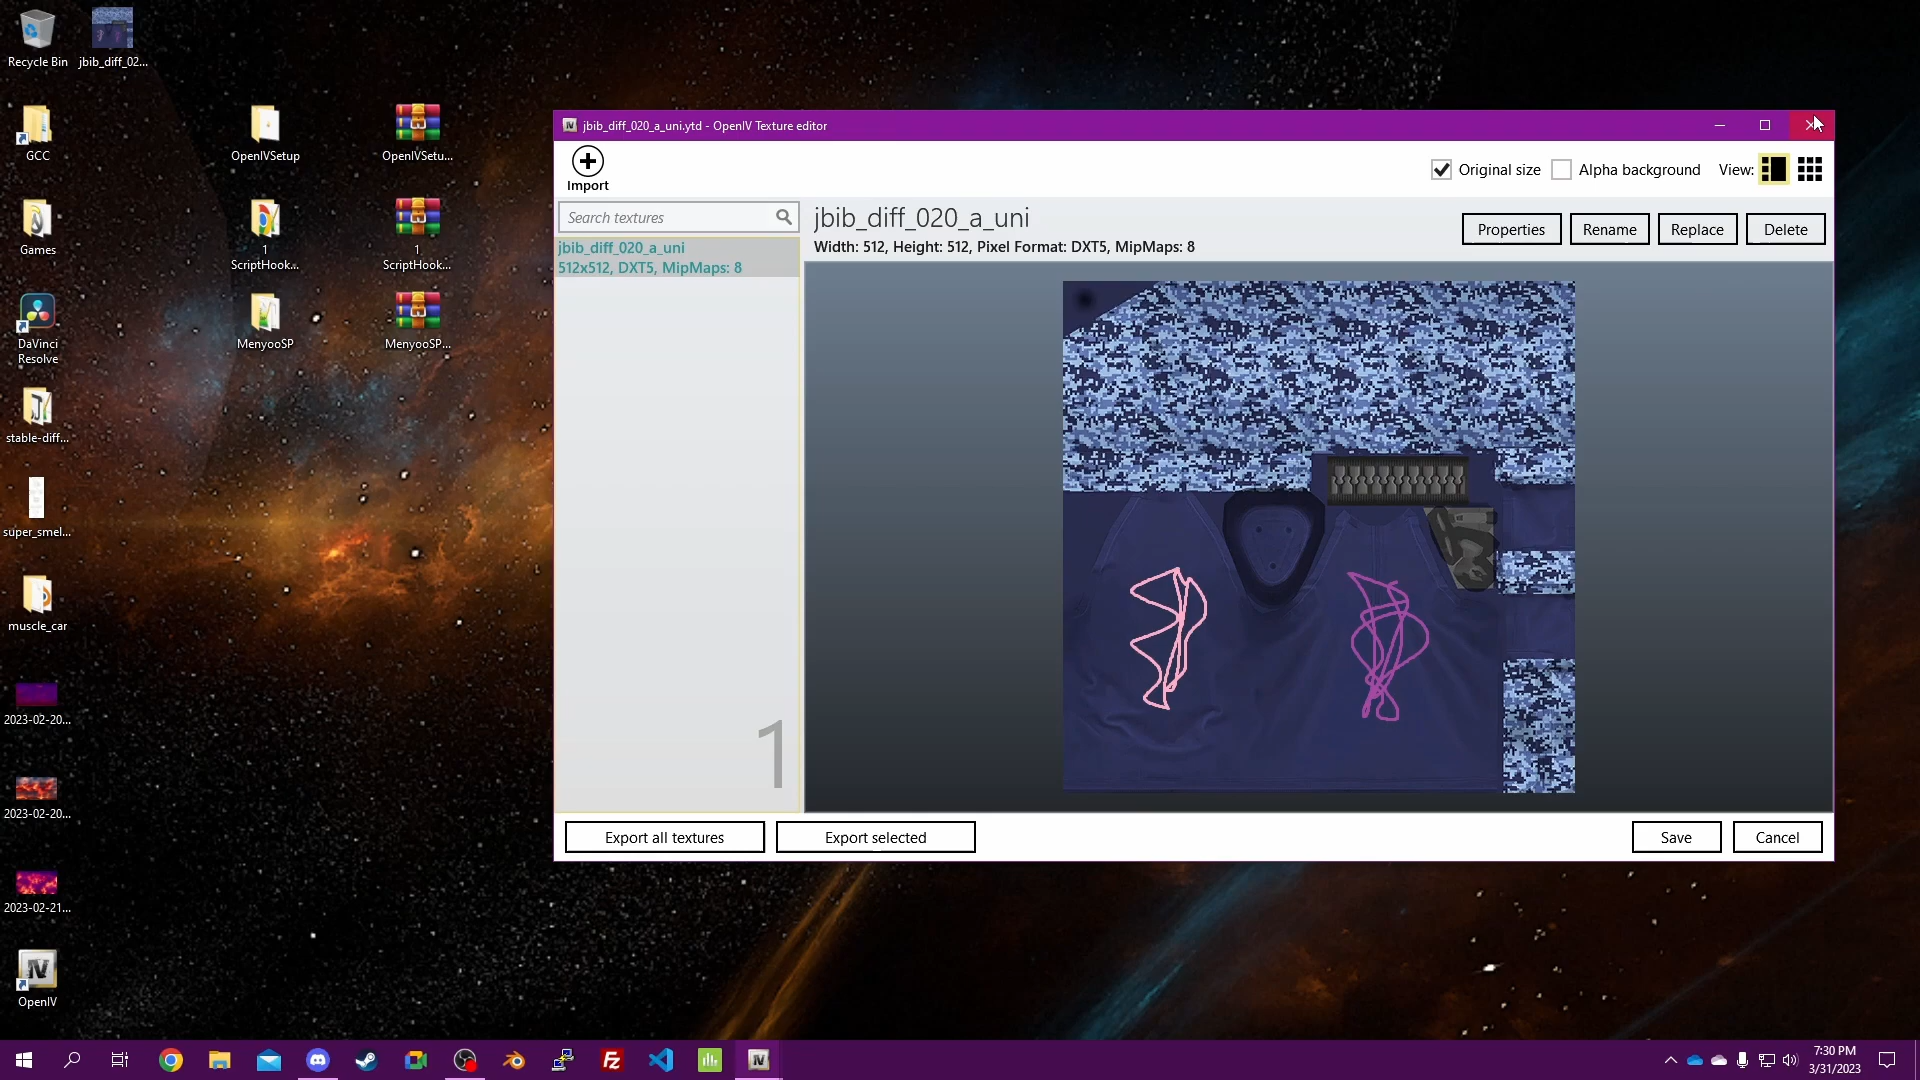 Recycle Bin
jbib_diff_02...
GCC
OpenIVSetup
OpenIVSetu...
Games
1
ScriptHook...
1
ScriptHook...
DaVinci
Resolve
MenyooSP
MenyooSP...
stable-diff...
super_smel...
muscle_car
2023-02-20...
2023-02-20...
2023-02-21...
OpenIV
jbib_diff_020_a_uni.ytd - OpenIV Texture editor
Import
Original size
Alpha background
View:
Search textures
jbib_diff_020_a_uni
512x512, DXT5, MipMaps: 8
1
jbib_diff_020_a_uni
Width: 512, Height: 512, Pixel Format: DXT5, MipMaps: 8
Properties
Rename
Replace
Delete
Export all textures
Export selected
Save
Cancel
7:30 PM
3/31/2023